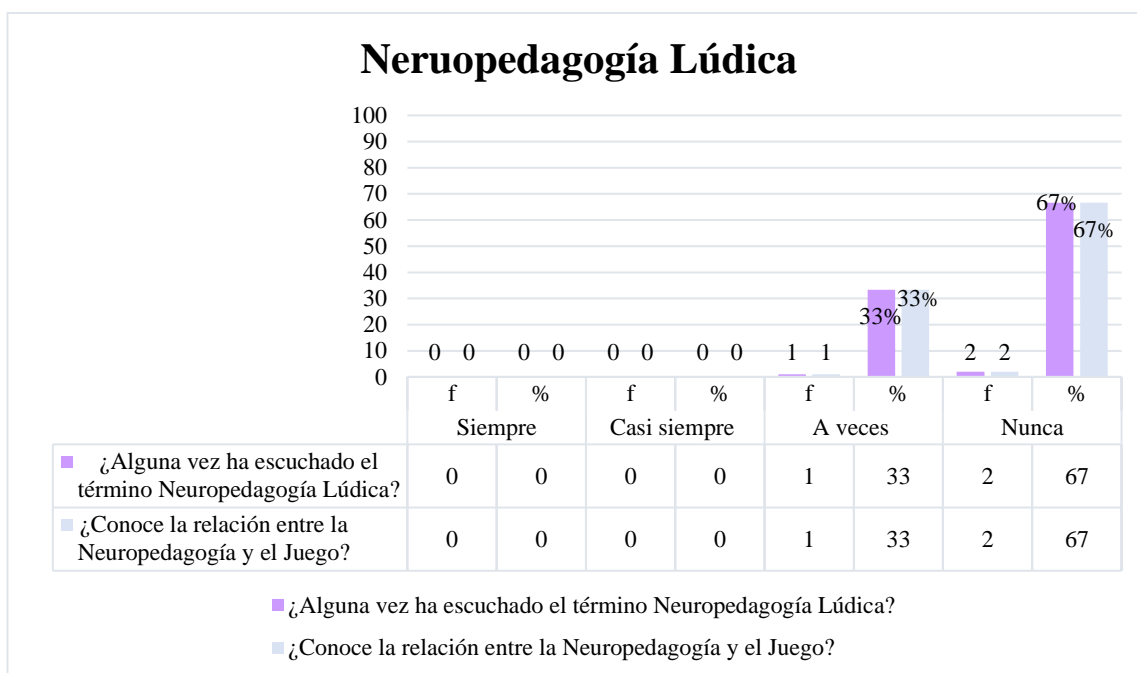 Neruopedagogía Lúdica
100
90
80
70
60
50
40
30
20
10
0
0 0 0 0 0 0 0 0 1 1 33% 33% 2 2 67% 67%
f % f % f % f %
Siempre Casi siempre A veces Nunca
¿Alguna vez ha escuchado el
término Neuropedagogía Lúdica?
0 0 0 0 1 33 2 67
¿Conoce la relación entre la
Neuropedagogía y el Juego?
0 0 0 0 1 33 2 67
¿Alguna vez ha escuchado el término Neuropedagogía Lúdica?
¿Conoce la relación entre la Neuropedagogía y el Juego?